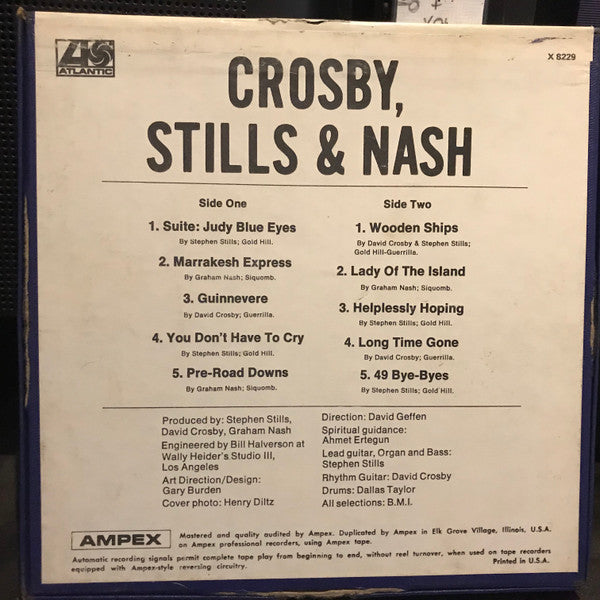 ATLANTIC
X 8229
CROSBY,
STILLS & NASH
Side One
1. Suite: Judy Blue Eyes
By Stephen Stills; Gold Hill.
2. Marrakesh Express
By Graham Nash; Siquomb.
3. Guinnevere
By David Crosby; Guerrilla.
4. You Don't Have To Cry
By Stephen Stills; Gold Hill.
5. Pre-Road Downs
By Graham Nash; Siquomb.
Side Two
1. Wooden Ships
By David Crosby & Stephen Stills;
Gold Hill-Guerrilla.
2. Lady Of The Island
By Graham Nash; Siquomb.
3. Helplessly Hoping
By Stephen Stills; Gold Hill.
4. Long Time Gone
By David Crosby; Guerrilla.
5. 49 Bye-Byes
By Stephen Stills; Gold Hill.
Produced by: Stephen Stills,
David Crosby, Graham Nash
Engineered by Bill Halverson at
Wally Heider's Studio III,
Los Angeles
Art Direction/Design:
Gary Burden
Cover photo: Henry Diltz
Direction: David Geffen
Spiritual guidance:
Ahmet Ertegun
Lead guitar, Organ and Bass:
Stephen Stills
Rhythm Guitar: David Crosby
Drums: Dallas Taylor
All selections: B.M.I.
AMPEX
Mastered and quality audited by Ampex. Duplicated by Ampex in Elk Grove Village, Illinois, U.S.A.
on Ampex professional recorders, using Ampex tape.
Automatic recording signals permit complete tape play from beginning to end, without reel turnover, when used on tape recorders
equipped with Ampex-style reversing circuitry.
Printed in U.S.A.